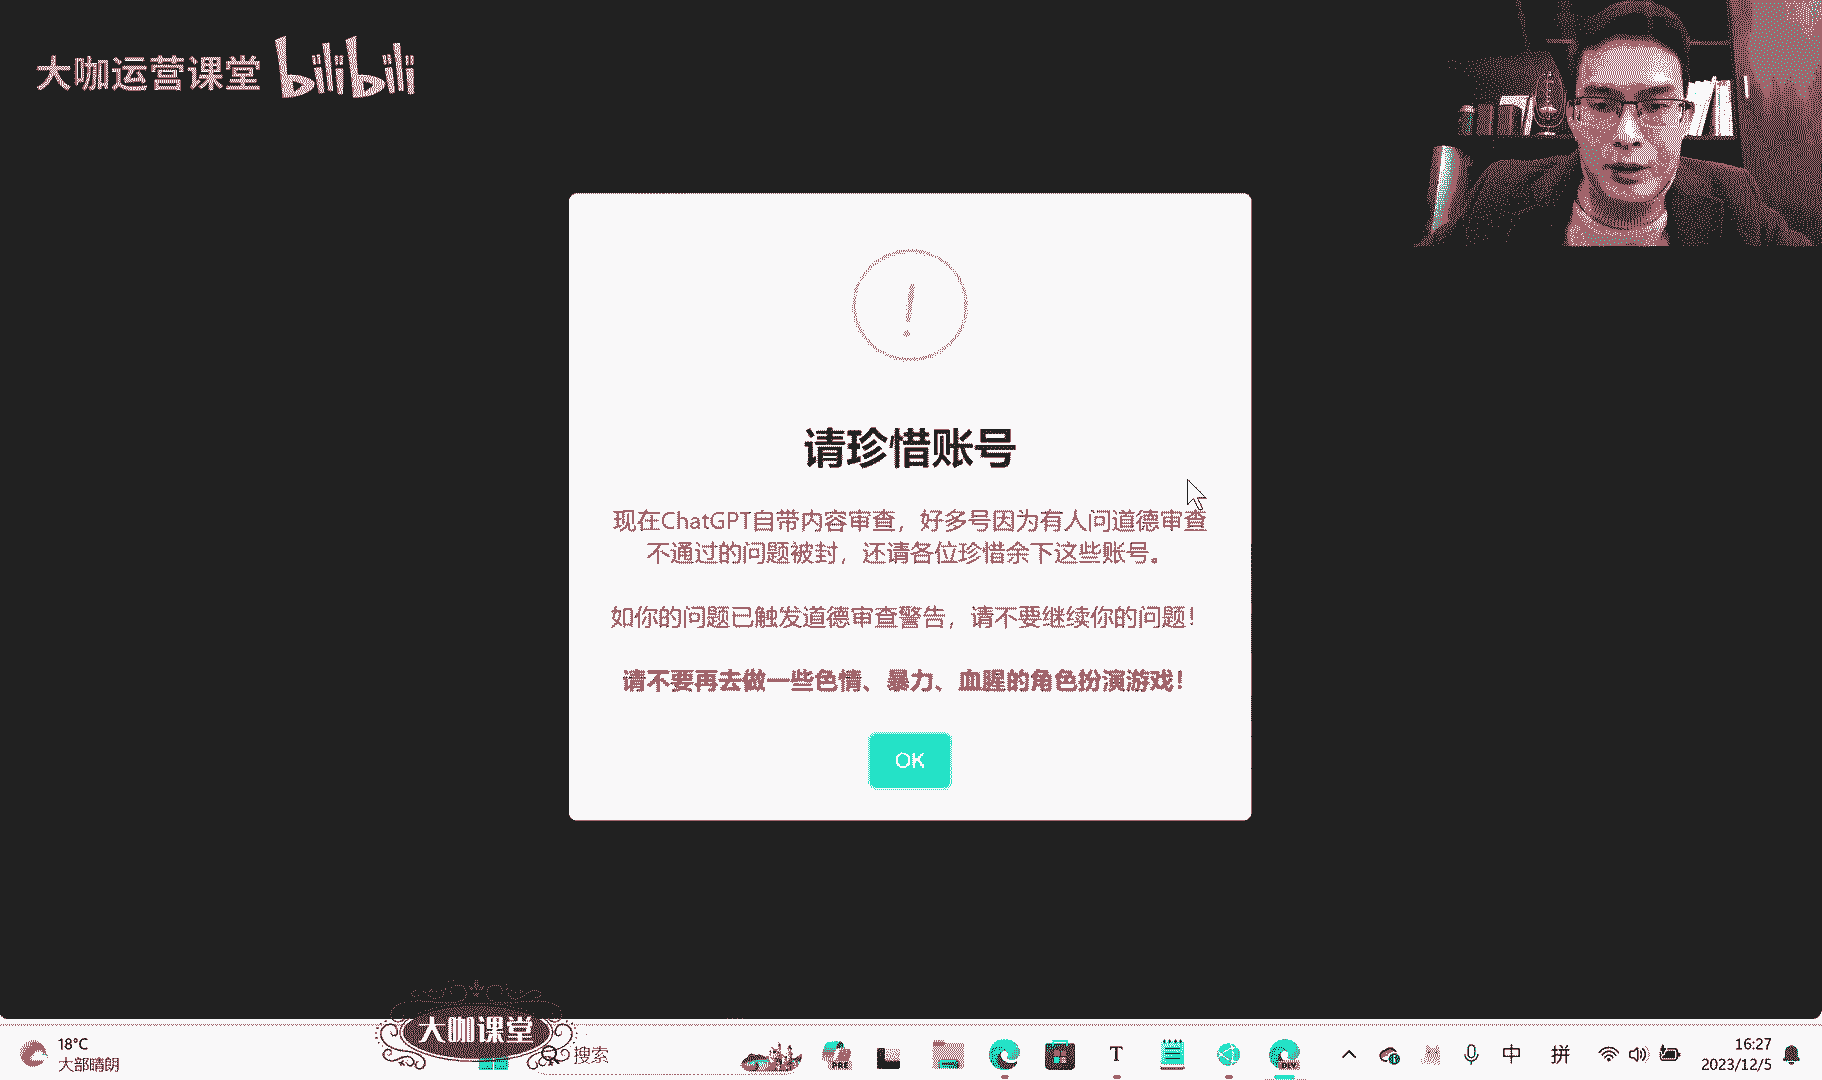 大咖运营课堂 bilibili
请珍惜账号
现在ChatGPT自带内容审查，好多号因为有人问道德审查
不通过的问题被封，还请各位珍惜余下这些账号。
如你的问题已触发道德审查警告，请不要继续你的问题！
请不要再去做一些色情、暴力、血腥的角色扮演游戏！
OK
大咖课堂
18°C
大部晴朗
搜索
PRE
T
DEV
中
拼
16:27
2023/12/5